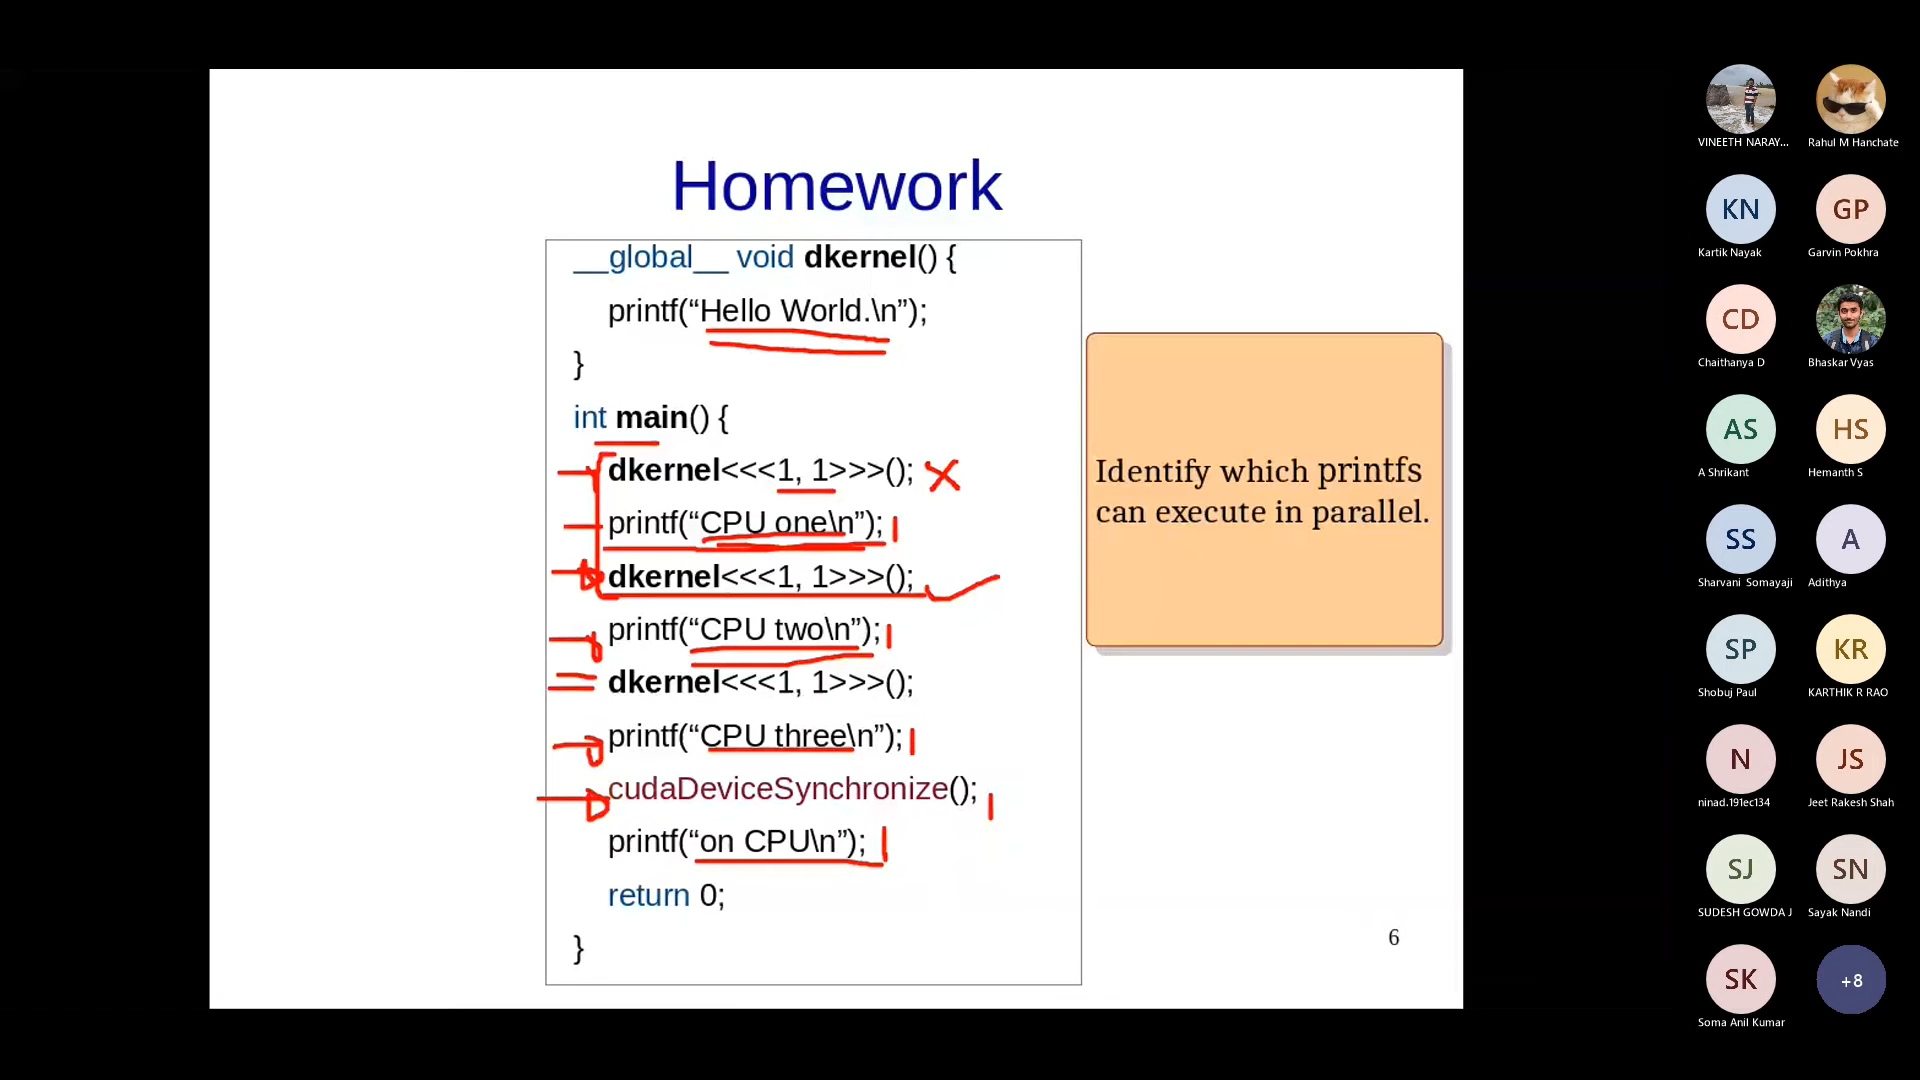 Homework
__global__ void dkernel() {
printf(“Hello World.\n”);
}
int main() {
dkernel<<<1, 1>>>();
printf(“CPU one\n”);
dkernel<<<1, 1>>>();
printf(“CPU two\n”);
dkernel<<<1, 1>>>();
printf(“CPU three\n”);
cudaDeviceSynchronize();
printf(“on CPU\n”);
return 0;
}
Identify which printfs
can execute in parallel.
6
VINEETH NARAY...
Rahul M Hanchate
KN
GP
Kartik Nayak
Garvin Pokhra
CD
Chaithanya D
Bhaskar Vyas
AS
HS
A Shrikant
Hemanth S
SS
A
Sharvani Somayaji
Adithya
SP
KR
Shobuj Paul
KARTHIK R RAO
N
JS
ninad.191ec134
Jeet Rakesh Shah
SJ
SN
SUDESH GOWDA J
Sayak Nandi
SK
+8
Soma Anil Kumar